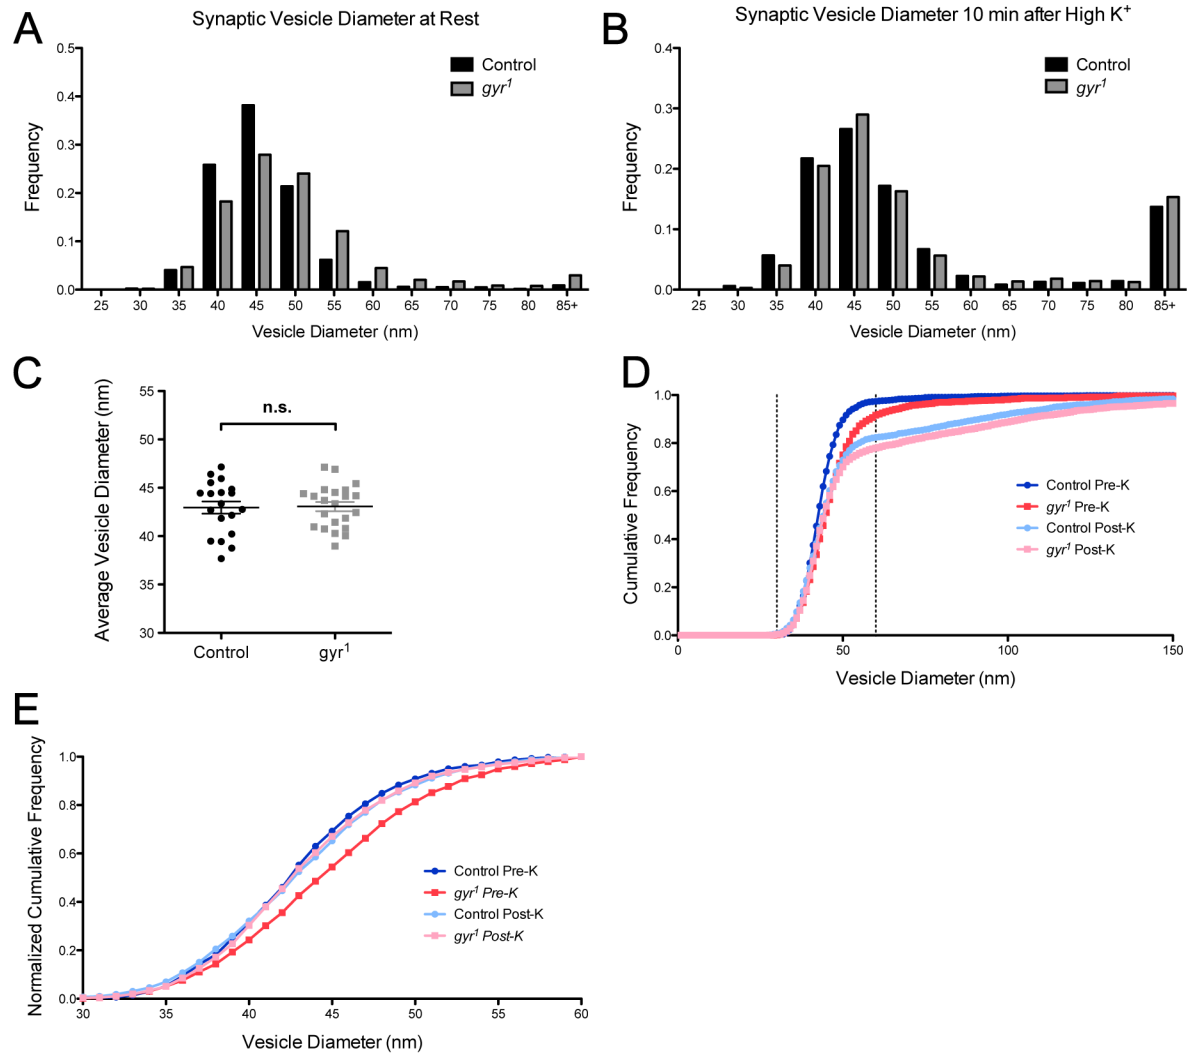 A
Synaptic Vesicle Diameter at Rest
0.5
0.4
0.3
0.2
0.1
0.0
Frequency
Control
gyr1
25 30 35 40 45 50 55 60 65 70 75 80 85+
Vesicle Diameter (nm)
B
Synaptic Vesicle Diameter 10 min after High K+
0.4
0.3
0.2
0.1
0.0
Frequency
Control
gyr1
25 30 35 40 45 50 55 60 65 70 75 80 85+
Vesicle Diameter (nm)
C
55
50
45
40
35
30
Average Vesicle Diameter (nm)
n.s.
Control gyr1
D
1.0
0.8
0.6
0.4
0.2
0.0
Cumulative Frequency
Control Pre-K
gyr1 Pre-K
Control Post-K
gyr1 Post-K
0 50 100 150
Vesicle Diameter (nm)
E
1.0
0.8
0.6
0.4
0.2
0.0
Normalized Cumulative Frequency
Control Pre-K
gyr1 Pre-K
Control Post-K
gyr1 Post-K
30 35 40 45 50 55 60
Vesicle Diameter (nm)